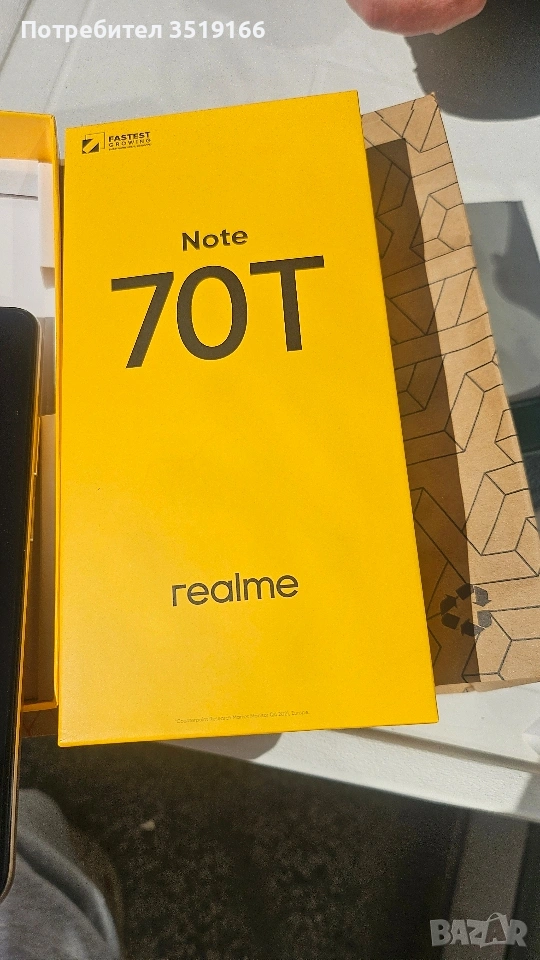 Потребител 3519166
FASTEST
GROWING
Note
70T
realme
BAZAR